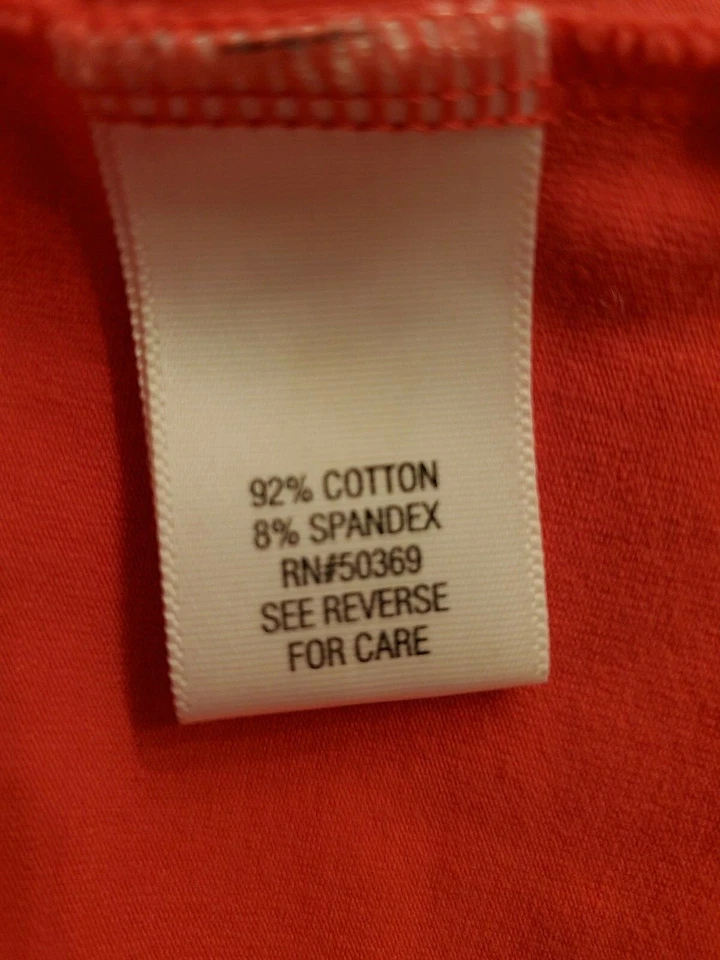 92% COTTON
8% SPANDEX
RN#50369
SEE REVERSE
FOR CARE